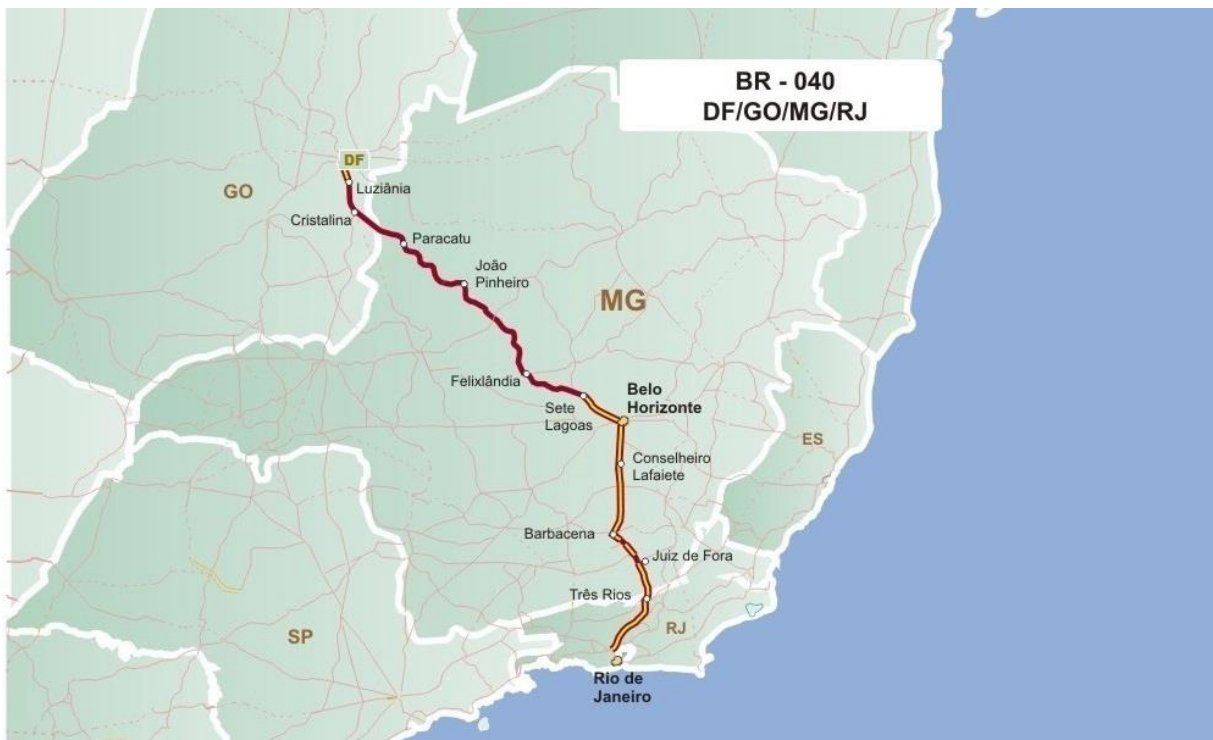 BR - 040
DF/GO/MG/RJ
DF
GO
Luziânia
Cristalina
Paracatu
João
Pinheiro
MG
Felixlândia
Sete
Lagoas
Belo
Horizonte
ES
Conselheiro
Lafaiete
Barbacena
Juiz de Fora
Três Rios
RJ
SP
Rio de
Janeiro